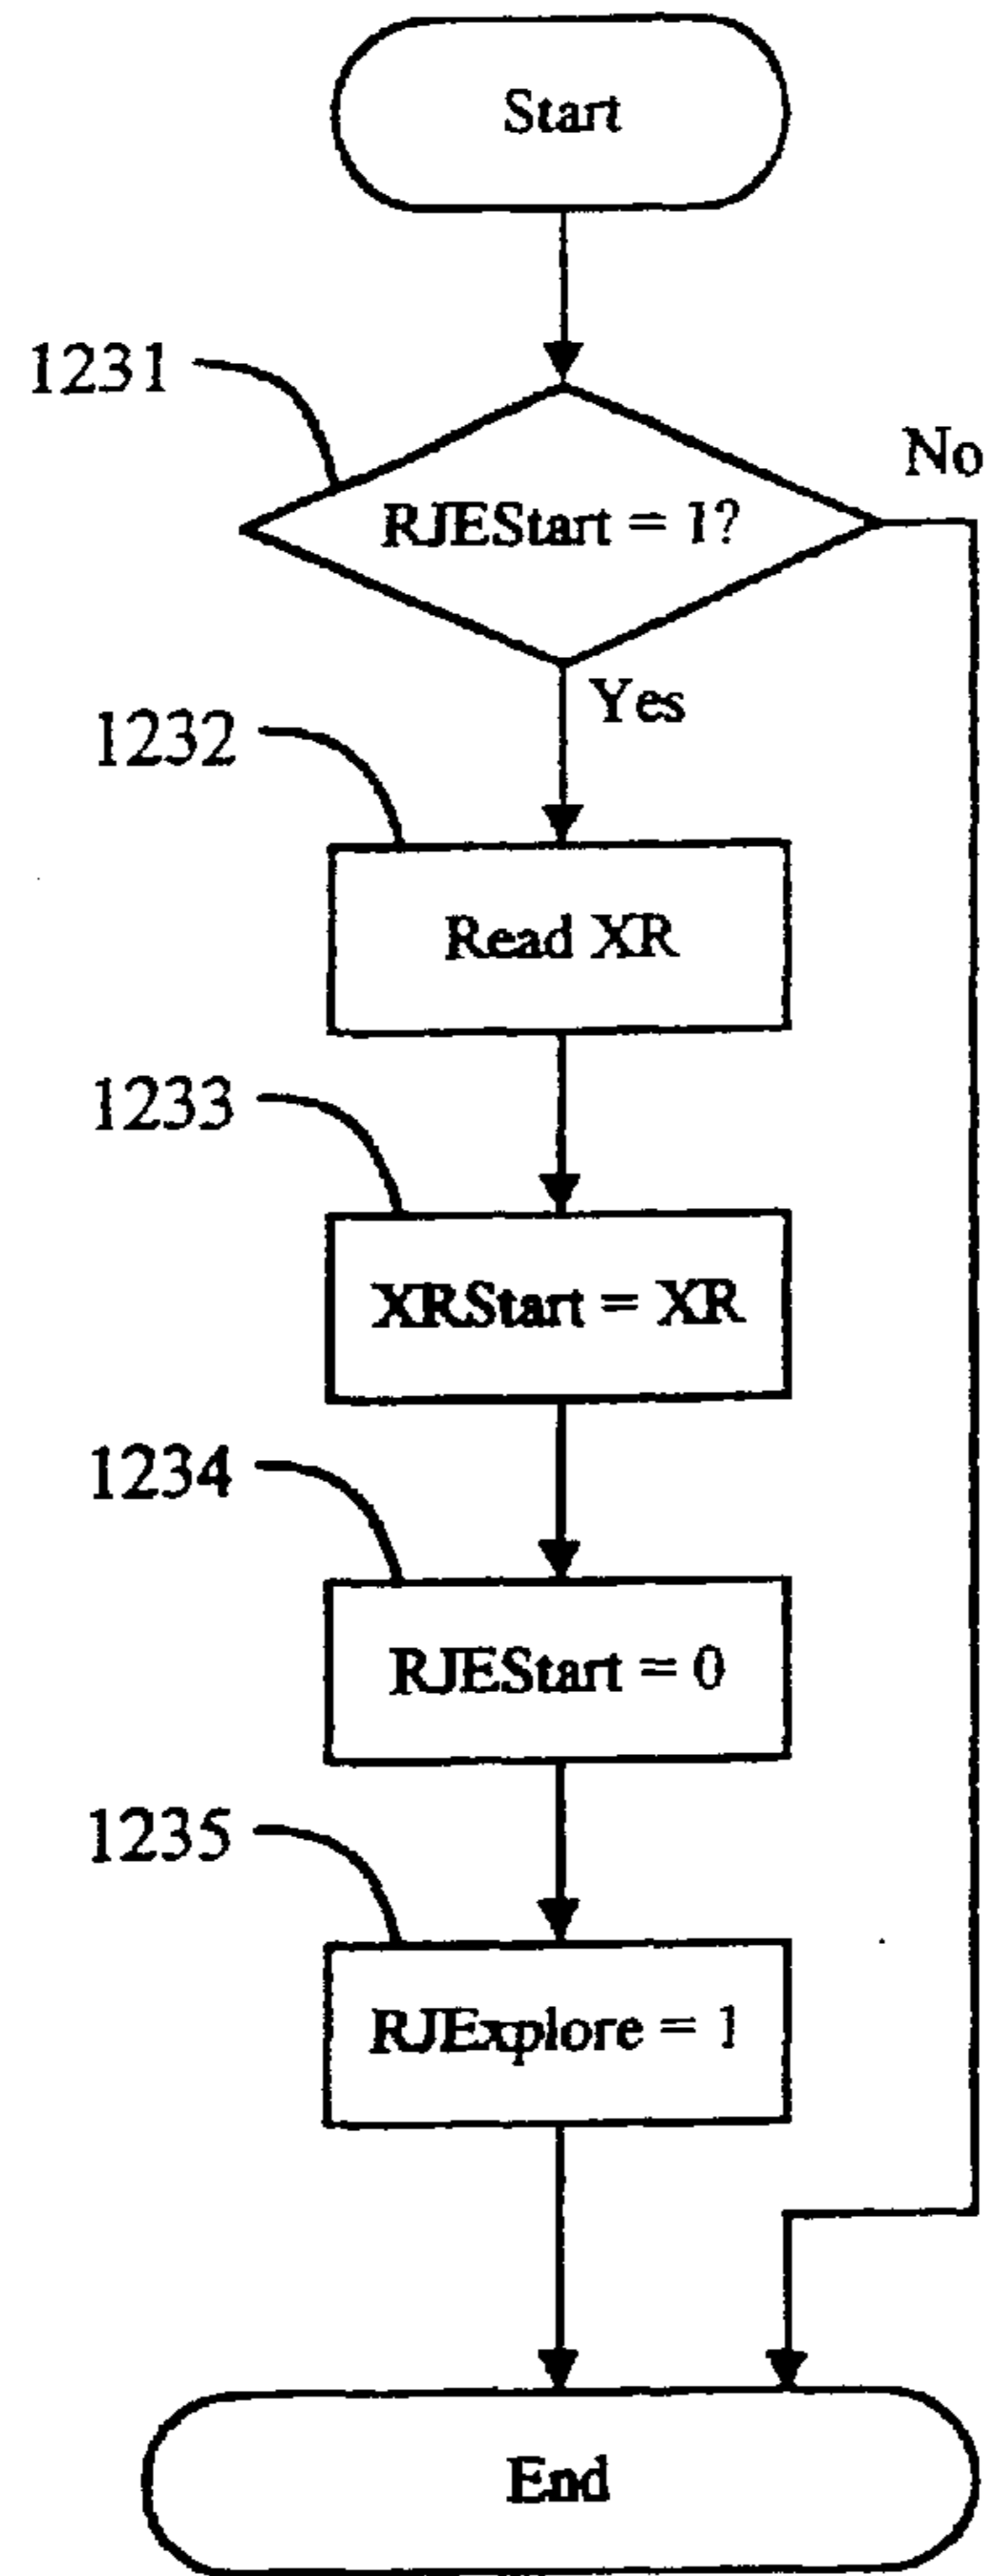 Start
1231
No
RJEStart = 1?
Yes
1232
Read XR
1233
XRStart = XR
1234
RJEStart = 0
1235
RJExplore = 1
End